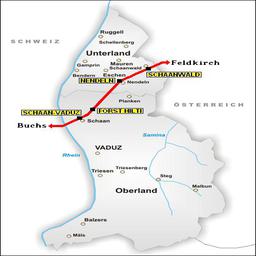 Ruggell
SCHWEIZ
Schellenberg
Unterland
Gamprin
Mauren
Feldkirch
Schaanwald
Bendern
Eschen
SCHAANWALD
NENDELN
Nendeln
Planken
ÖSTERREICH
SCHAAN-VADUZ
FORST HILTI
Buchs
Schaan
Samina
Rhein
VADUZ
Triesenberg
Triesen
Steg
Oberland
Malbun
Balzers
Mäls